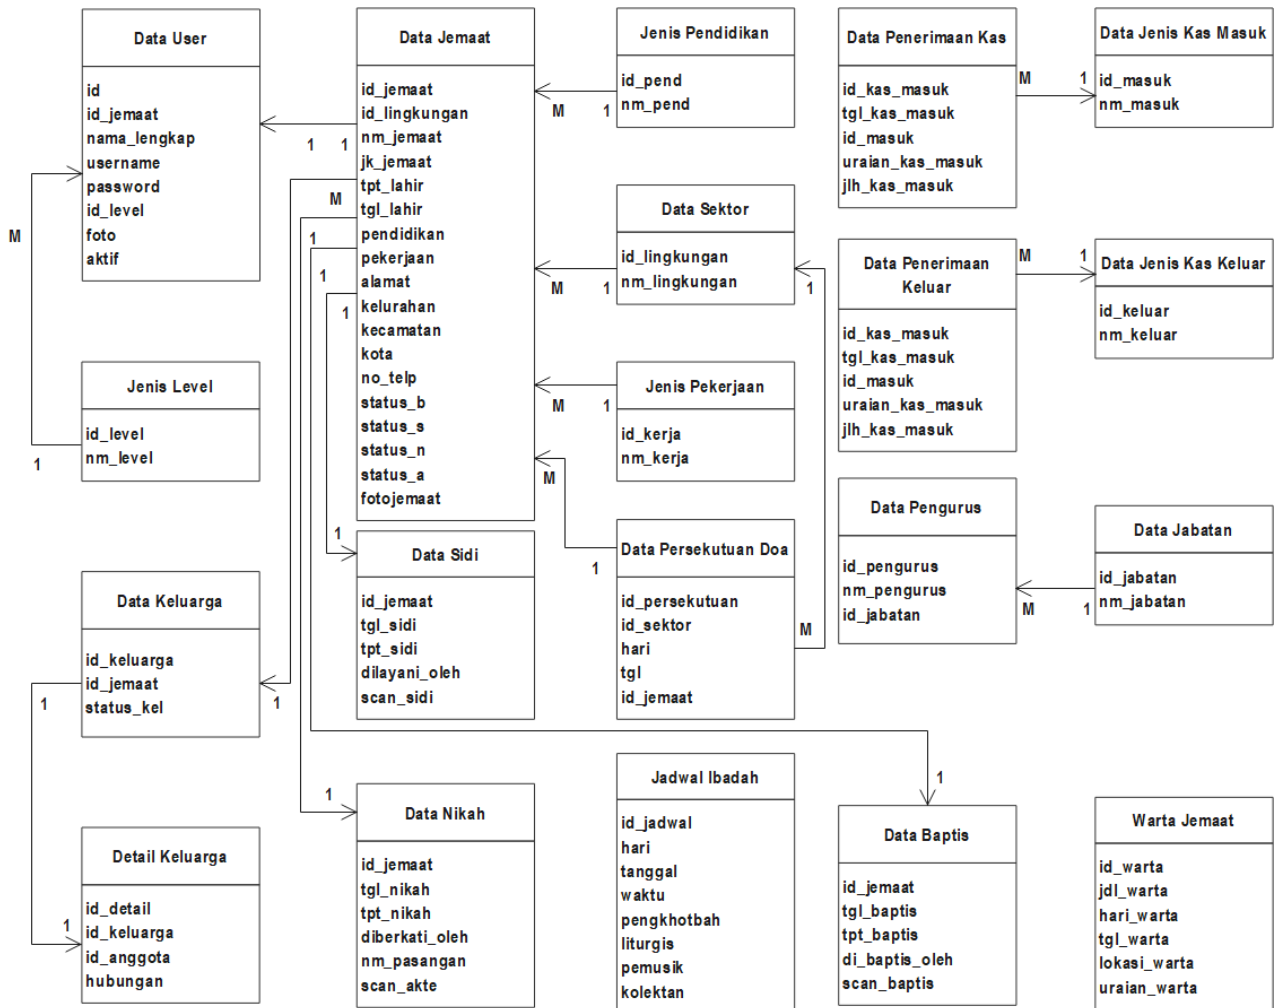 Data User
id
id_jemaat
nama_lengkap
username
password
id_level
foto
aktif
Data Jemaat
id_jemaat
id_lingkungan
nm_jemaat
jk_jemaat
tpt_lahir
tgl_lahir
pendidikan
pekerjaan
alamat
kelurahan
kecamatan
kota
no_telp
status_b
status_s
status_n
status_a
fotojemaat
Jenis Pendidikan
id_pend
nm_pend
Data Penerimaan Kas
id_kas_masuk
tgl_kas_masuk
id_masuk
uraian_kas_masuk
jlh_kas_masuk
Data Jenis Kas Masuk
id_masuk
nm_masuk
M
1
M
1
1
1
M
1
M
1
1
1
Data Sektor
id_lingkungan
nm_lingkungan
M
1
1
Data Penerimaan
Keluar
id_kas_masuk
tgl_kas_masuk
id_masuk
uraian_kas_masuk
jlh_kas_masuk
M
1
Data Jenis Kas Keluar
id_keluar
nm_keluar
Jenis Level
id_level
nm_level
1
Jenis Pekerjaan
id_kerja
nm_kerja
M
1
M
1
Data Pengurus
id_pengurus
nm_pengurus
id_jabatan
M
1
Data Jabatan
id_jabatan
nm_jabatan
Data Keluarga
id_keluarga
id_jemaat
status_kel
1
1
1
Data Sidi
id_jemaat
tgl_sidi
tpt_sidi
dilayani_oleh
scan_sidi
Data Persekutuan Doa
id_persekutuan
id_sektor
hari
tgl
id_jemaat
M
Detail Keluarga
id_detail
id_keluarga
id_anggota
hubungan
1
1
Data Nikah
id_jemaat
tgl_nikah
tpt_nikah
diberkati_oleh
nm_pasangan
scan_akte
Jadwal Ibadah
id_jadwal
hari
tanggal
waktu
pengkhotbah
liturgis
pemusik
kolektan
1
Data Baptis
id_jemaat
tgl_baptis
tpt_baptis
di_baptis_oleh
scan_baptis
Warta Jemaat
id_warta
jdl_warta
hari_warta
tgl_warta
lokasi_warta
uraian_warta